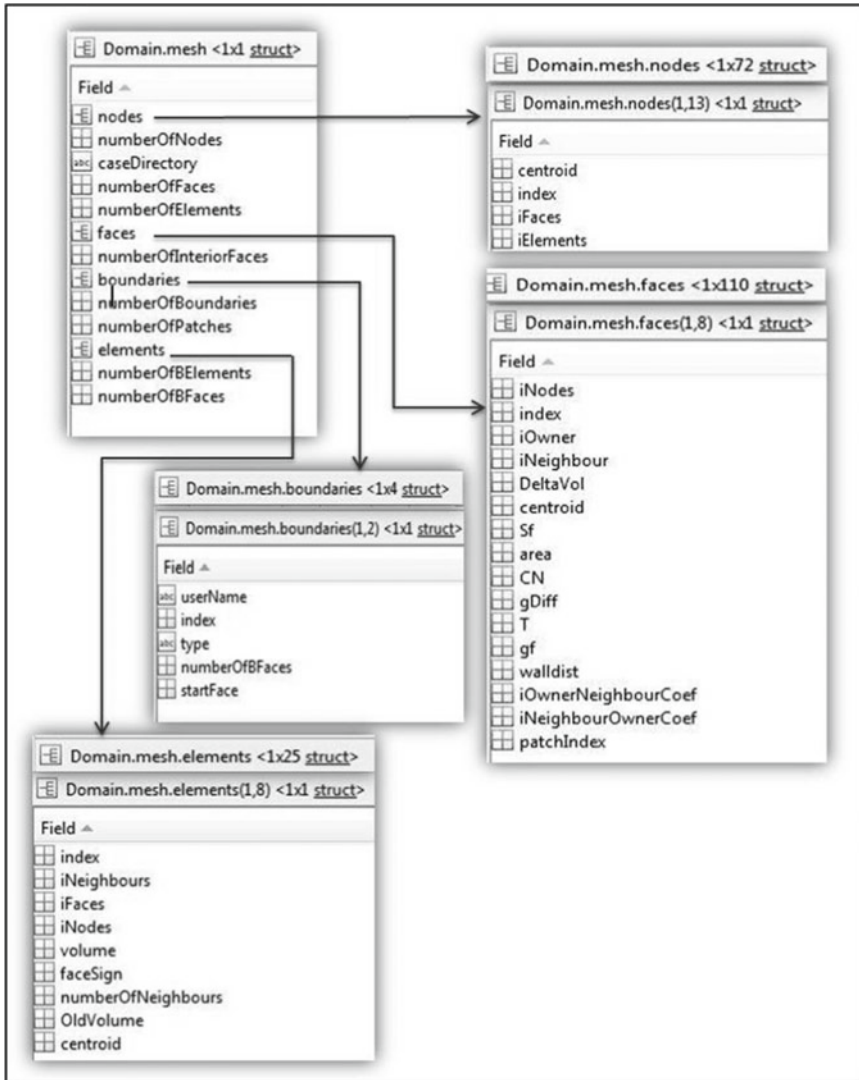 Domain.mesh <1x1 struct>
Field
nodes
numberOfNodes
abc caseDirectory
numberOfFaces
numberOfElements
faces
numberOfInteriorFaces
boundaries
numberOfBoundaries
numberOfPatches
elements
numberOfBElements
numberOfBFaces
Domain.mesh.nodes <1x72 struct>
Domain.mesh.nodes(1,13) <1x1 struct>
Field
centroid
index
iFaces
iElements
Domain.mesh.faces <1x110 struct>
Domain.mesh.faces(1,8) <1x1 struct>
Field
iNodes
index
iOwner
iNeighbour
DeltaVol
centroid
Sf
area
CN
gDiff
T
gf
walldist
iOwnerNeighbourCoef
iNeighbourOwnerCoef
patchIndex
Domain.mesh.boundaries <1x4 struct>
Domain.mesh.boundaries(1,2) <1x1 struct>
Field
abc userName
index
abc type
numberOfBFaces
startFace
Domain.mesh.elements <1x25 struct>
Domain.mesh.elements(1,8) <1x1 struct>
Field
index
iNeighbours
iFaces
iNodes
volume
faceSign
numberOfNeighbours
OldVolume
centroid